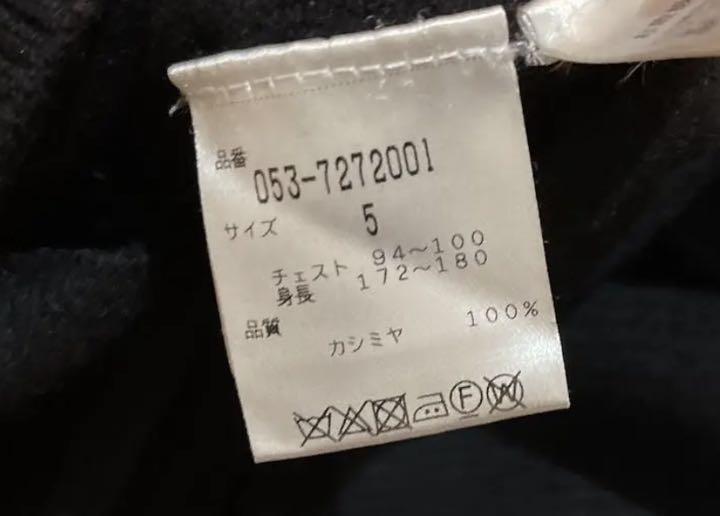 品番
053-7272001
サイズ 5
チェスト 94～100
身長 172～180
品質
カシミヤ 100%
F W